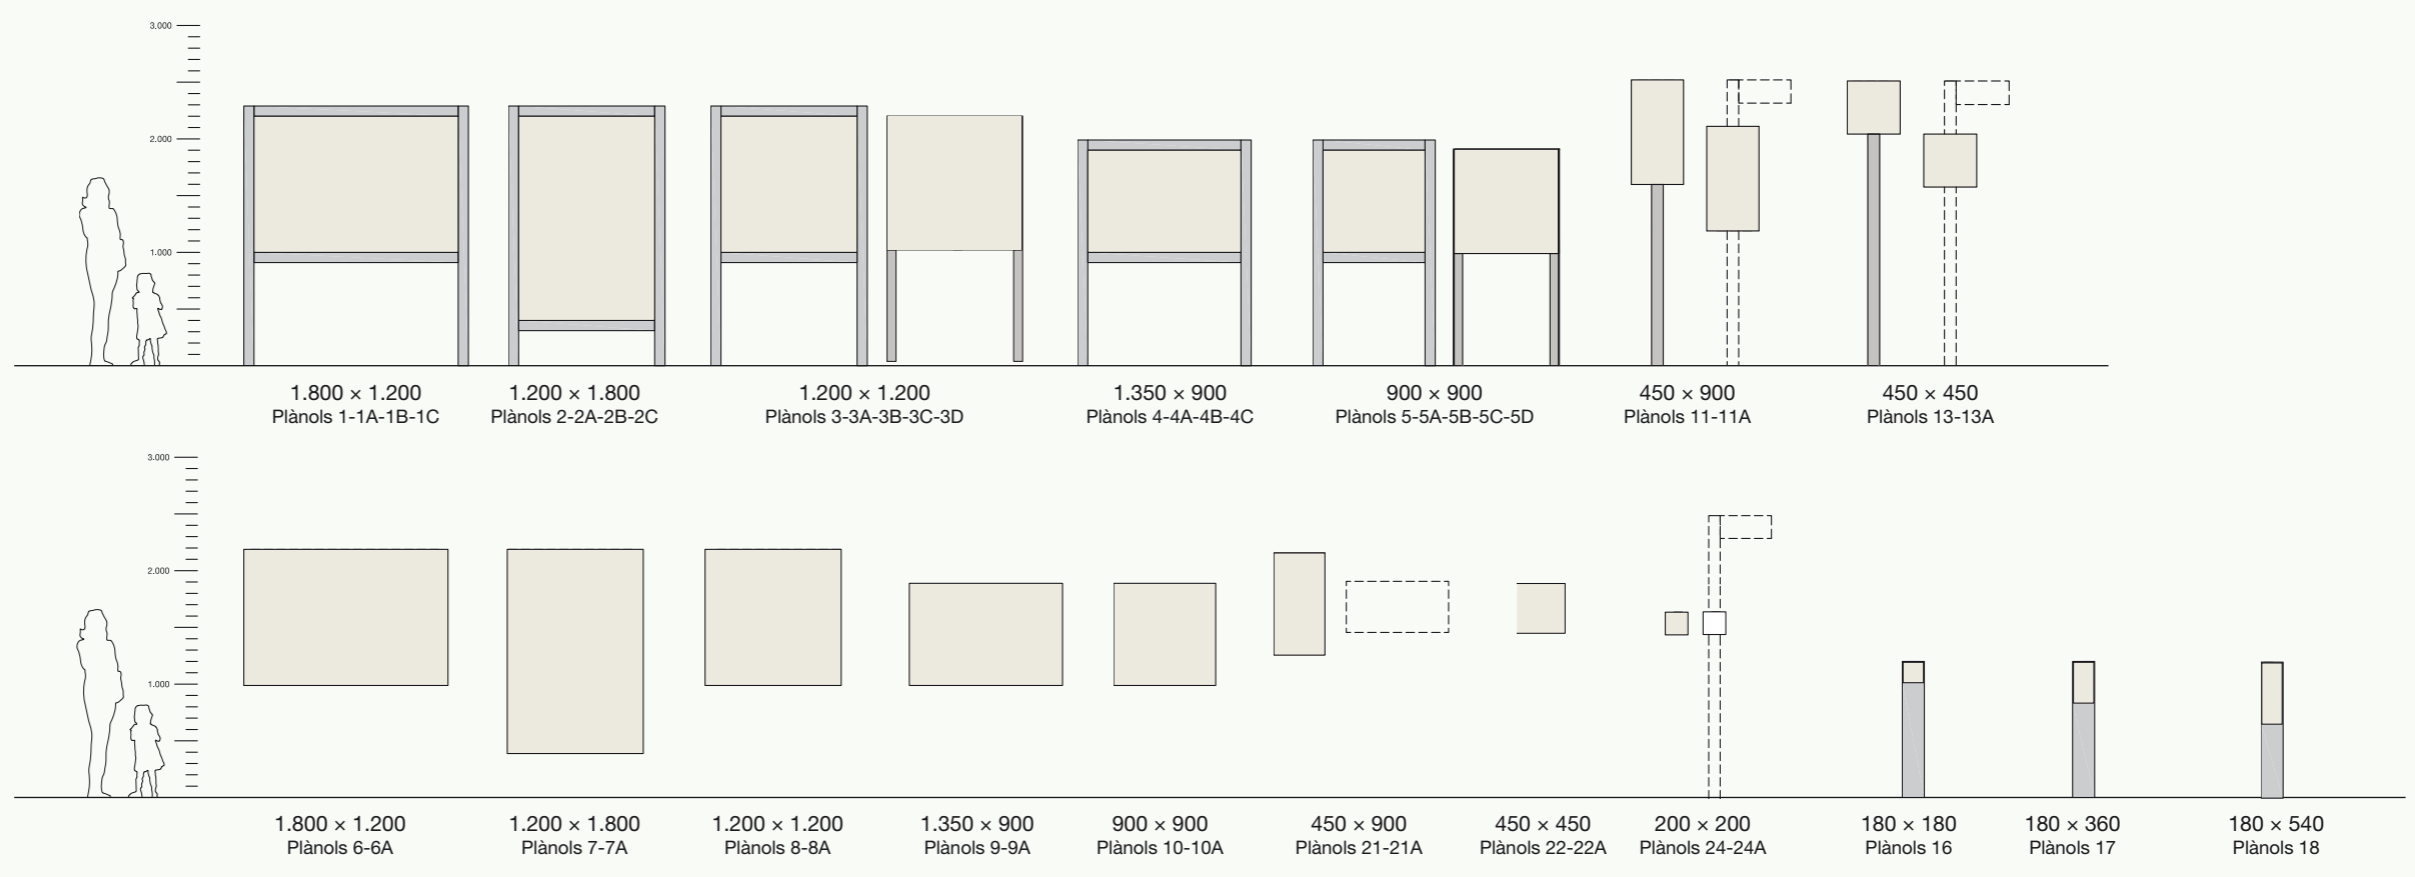 3.000
2.000
1.000
1.800 × 1.200
Plànols 1-1A-1B-1C
1.200 × 1.800
Plànols 2-2A-2B-2C
1.200 × 1.200
Plànols 3-3A-3B-3C-3D
1.350 × 900
Plànols 4-4A-4B-4C
900 × 900
Plànols 5-5A-5B-5C-5D
450 × 900
Plànols 11-11A
450 × 450
Plànols 13-13A
3.000
2.000
1.000
1.800 × 1.200
Plànols 6-6A
1.200 × 1.800
Plànols 7-7A
1.200 × 1.200
Plànols 8-8A
1.350 × 900
Plànols 9-9A
900 × 900
Plànols 10-10A
450 × 900
Plànols 21-21A
450 × 450
Plànols 22-22A
200 × 200
Plànols 24-24A
180 × 180
Plànols 16
180 × 360
Plànols 17
180 × 540
Plànols 18